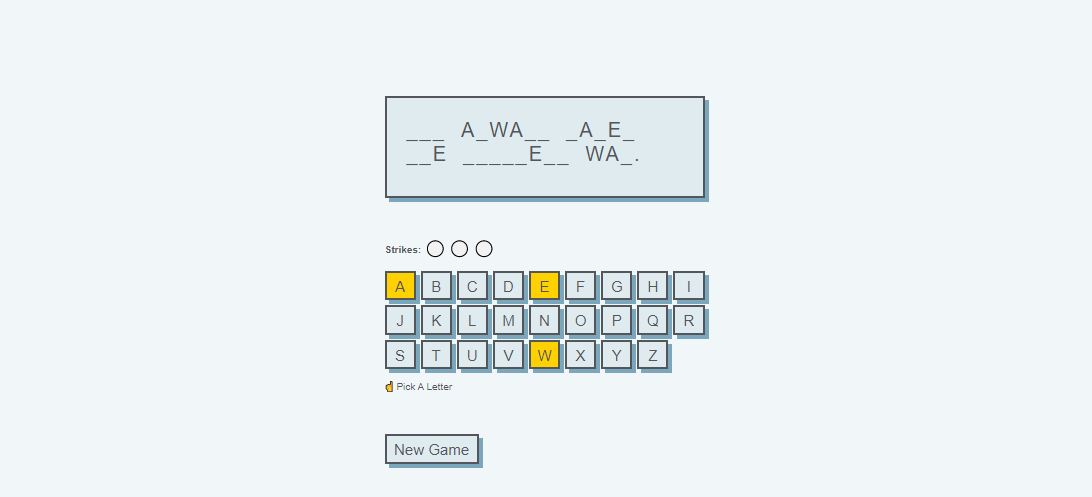 ___ A_WA__ _A_E_
__E _____E__ WA_.
Strikes:
A B C D E F G H I
J K L M N O P Q R
S T U V W X Y Z
Pick A Letter
New Game